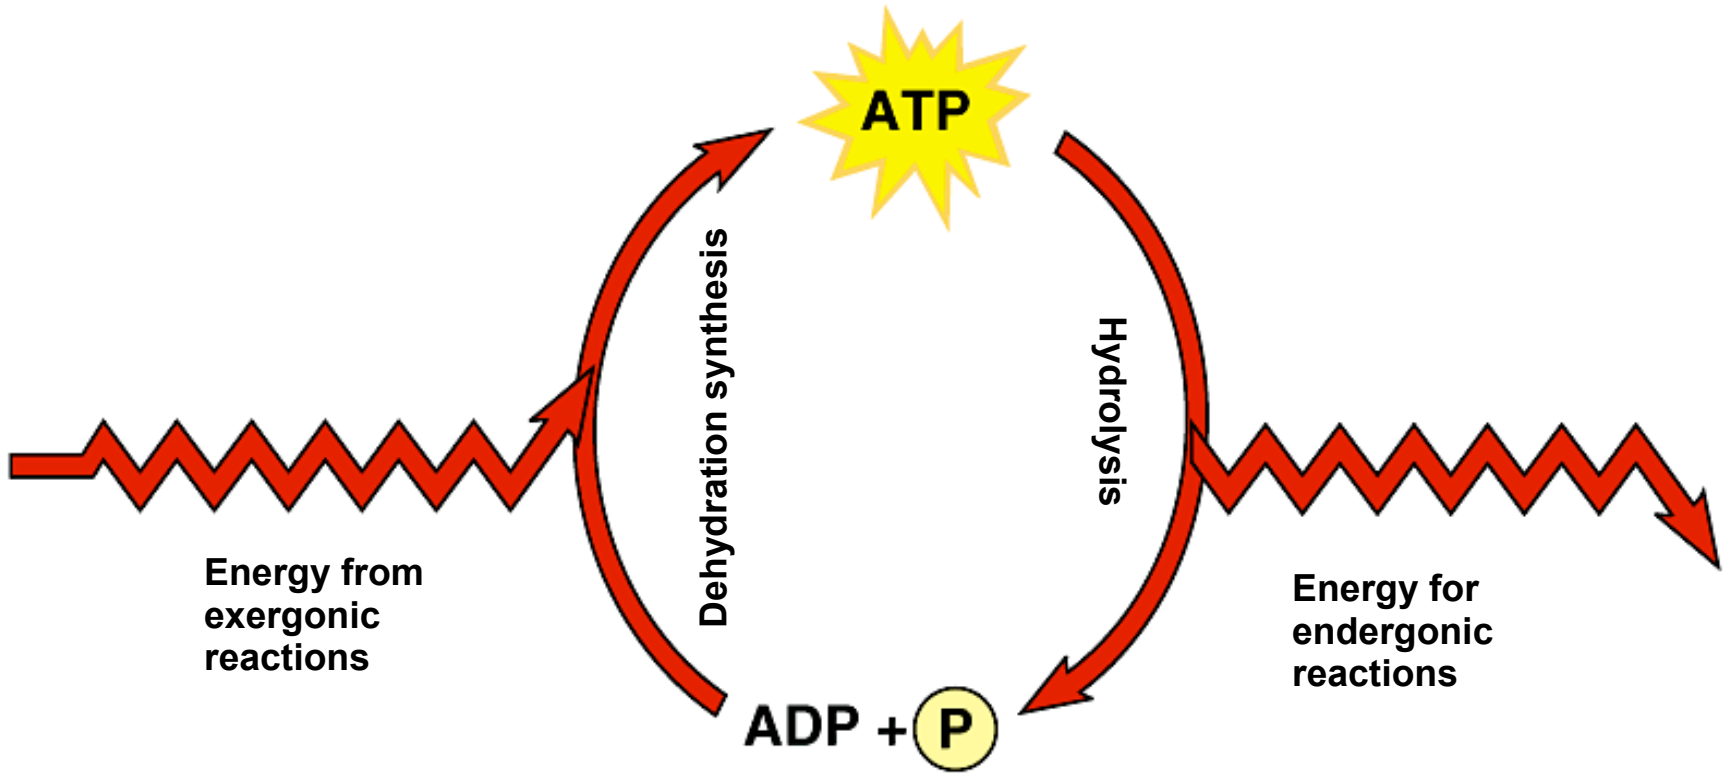 ATP
Dehydration synthesis
Hydrolysis
Energy from
exergonic
reactions
Energy for
endergonic
reactions
ADP + P